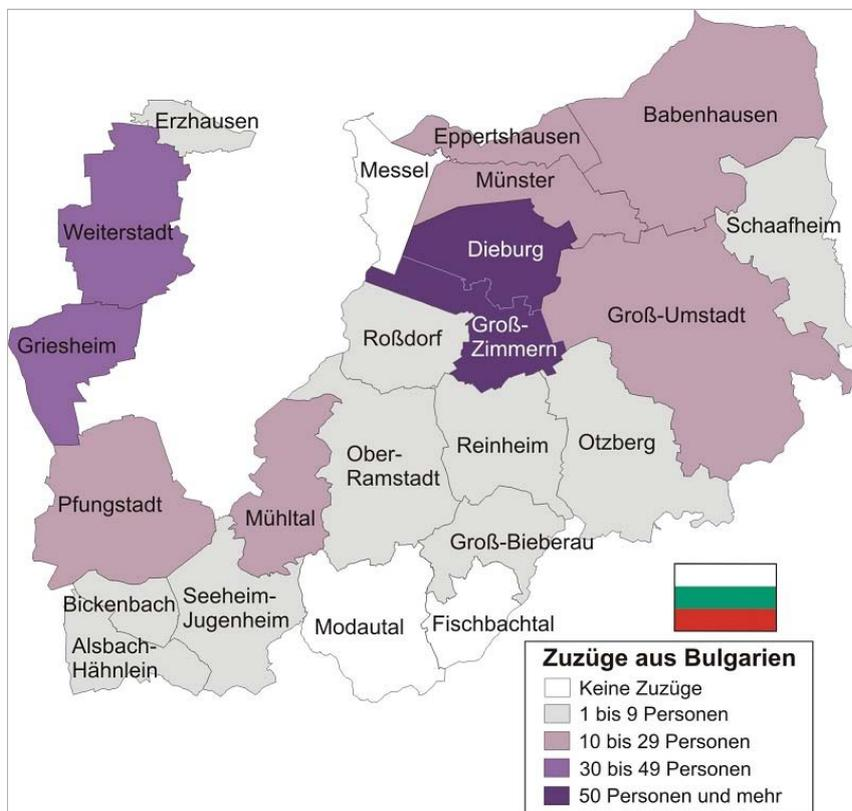 Erzhausen
Babenhausen
Eppertshausen
Messel
Münster
Schaafheim
Weiterstadt
Dieburg
Groß-Umstadt
Griesheim
Roßdorf
Groß-
Zimmern
Ober-
Ramstadt
Reinheim
Otzberg
Pfungstadt
Mühltal
Groß-Bieberau
Bickenbach
Seeheim-
Jugenheim
Modautal
Fischbachtal
Alsbach-
Hähnlein
Zuzüge aus Bulgarien
Keine Zuzüge
1 bis 9 Personen
10 bis 29 Personen
30 bis 49 Personen
50 Personen und mehr